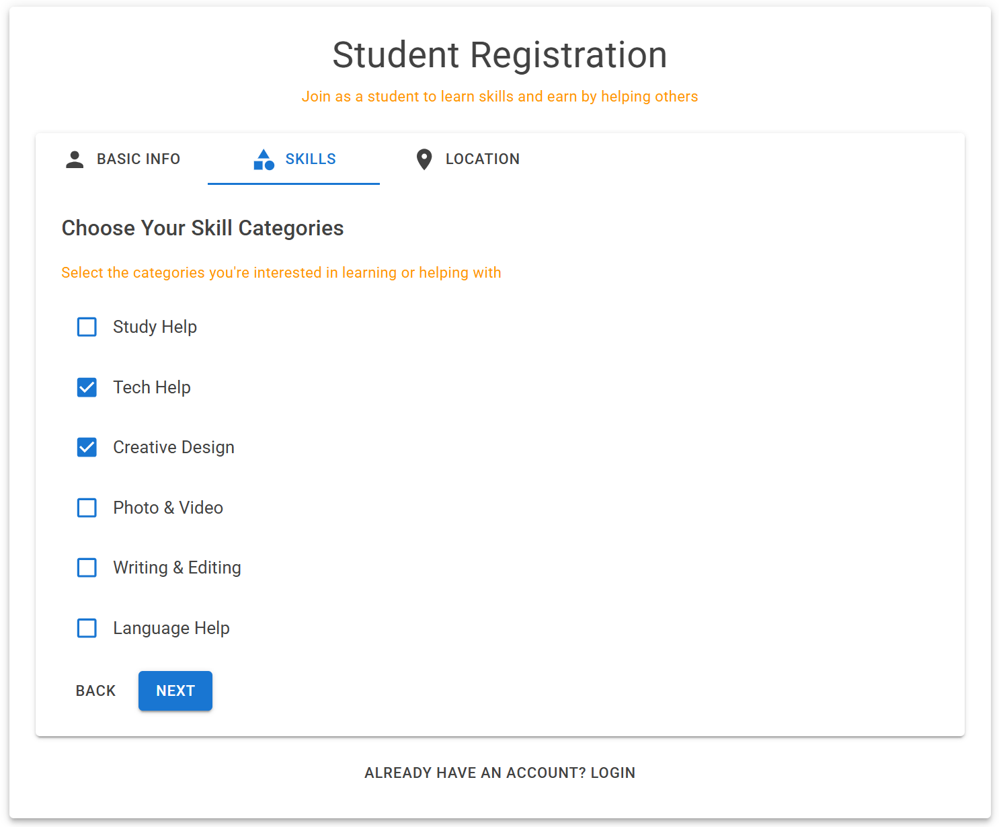 Student Registration
Join as a student to learn skills and earn by helping others
BASIC INFO SKILLS LOCATION
Choose Your Skill Categories
Select the categories you're interested in learning or helping with
Study Help
Tech Help
Creative Design
Photo & Video
Writing & Editing
Language Help
BACK NEXT
ALREADY HAVE AN ACCOUNT? LOGIN